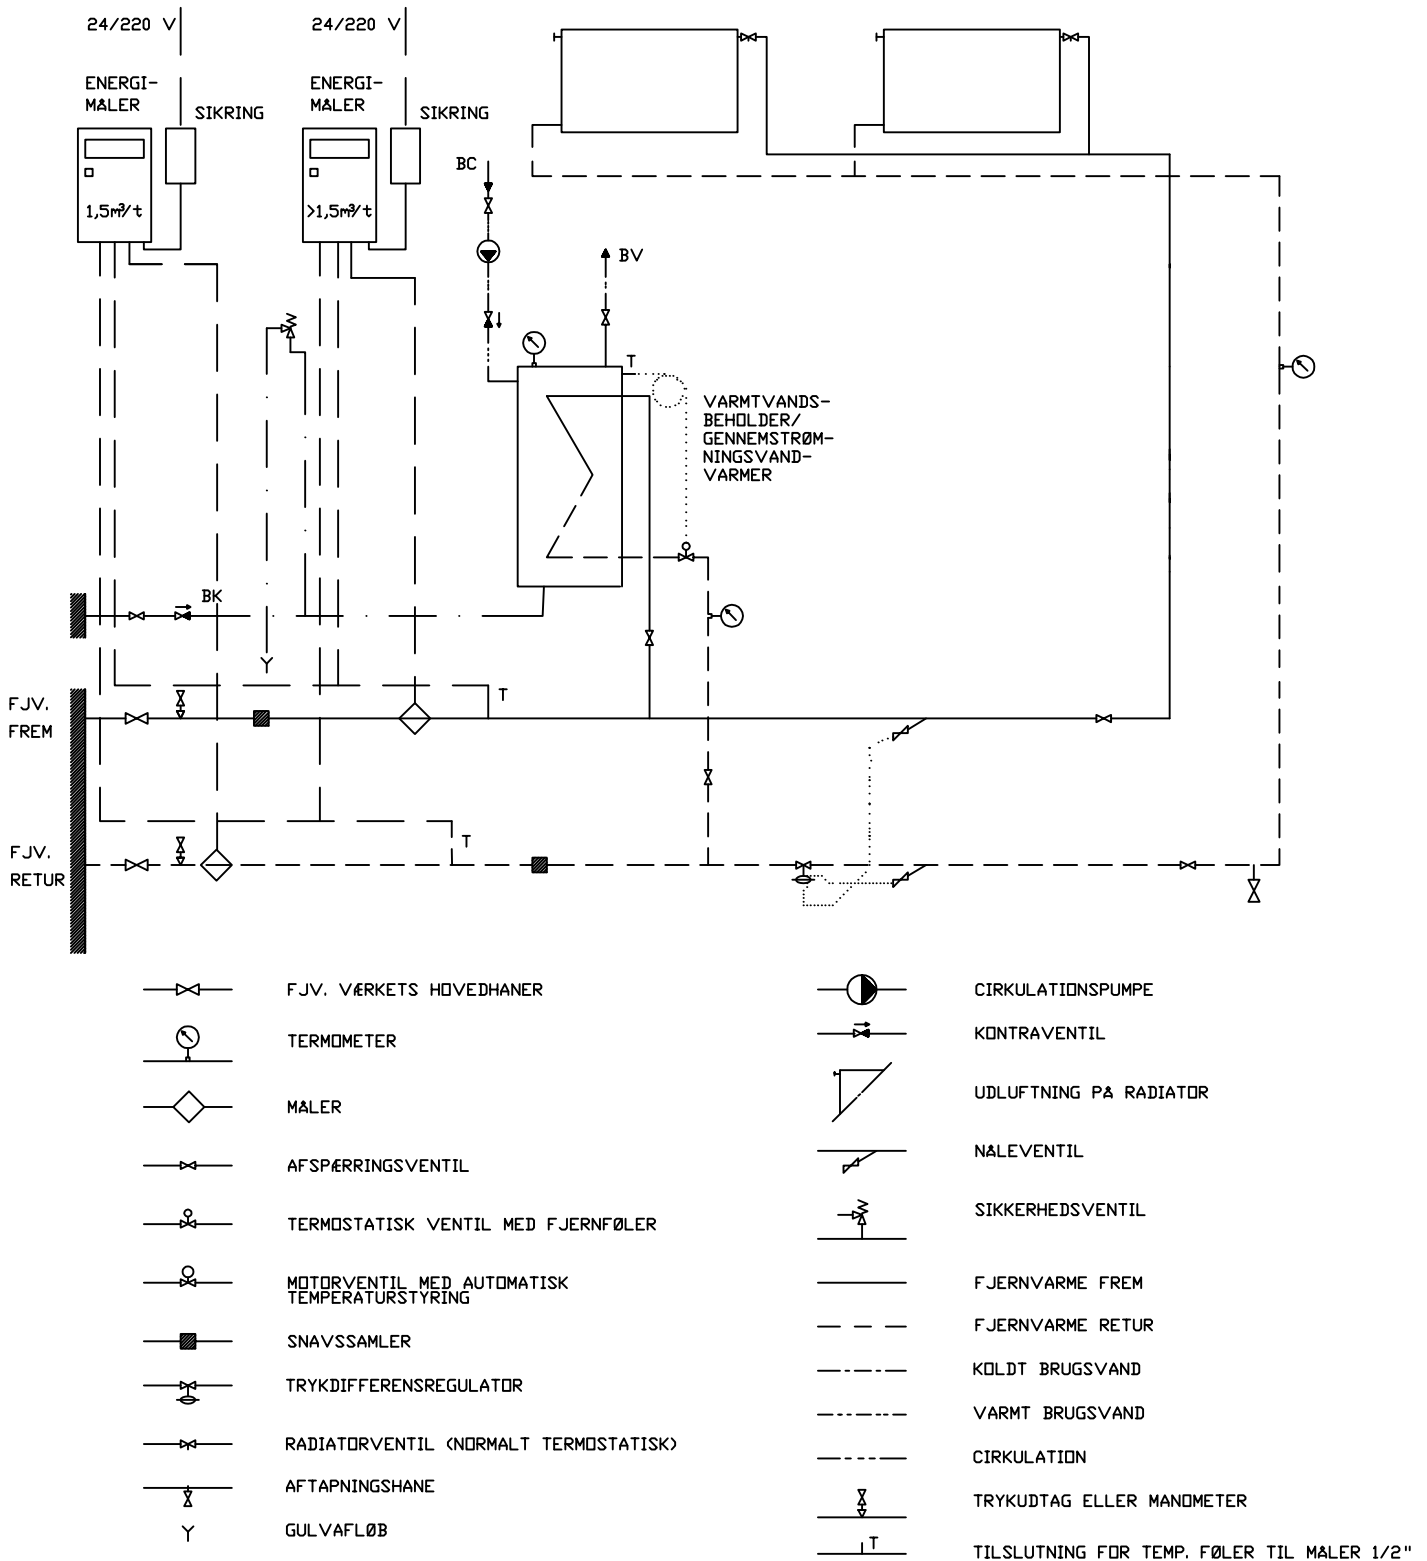 24/220 V
24/220 V
ENERGI-
MÅLER
SIKRING
ENERGI-
MÅLER
SIKRING
1,5m³/t
>1,5m³/t
BC
BV
T
VARMTVANDS-
BEHOLDER/
GENNEMSTRØM-
NINGSVAND-
VARMER
BK
T
FJV.
FREM
T
FJV.
RETUR
FJV. VÆRKETS HOVEDHANER
TERMOMETER
MÅLER
AFSPÆRRINGSVENTIL
TERMOSTATISK VENTIL MED FJERNFØLER
MOTORVENTIL MED AUTOMATISK
TEMPERATURSTYRING
SNAVSSAMLER
TRYKDIFFERENSREGULATOR
RADIATORVENTIL (NORMALT TERMOSTATISK)
AFTAPNINGSHANE
GULVAFLØB
CIRKULATIONSPUMPE
KONTRAVENTIL
UDLUFTNING PÅ RADIATOR
NÅLEVENTIL
SIKKERHEDSVENTIL
FJERNVARME FREM
FJERNVARME RETUR
KOLDT BRUGSVAND
VARMT BRUGSVAND
CIRKULATION
TRYKUDTAG ELLER MANOMETER
T
TILSLUTNING FOR TEMP. FØLER TIL MÅLER 1/2"